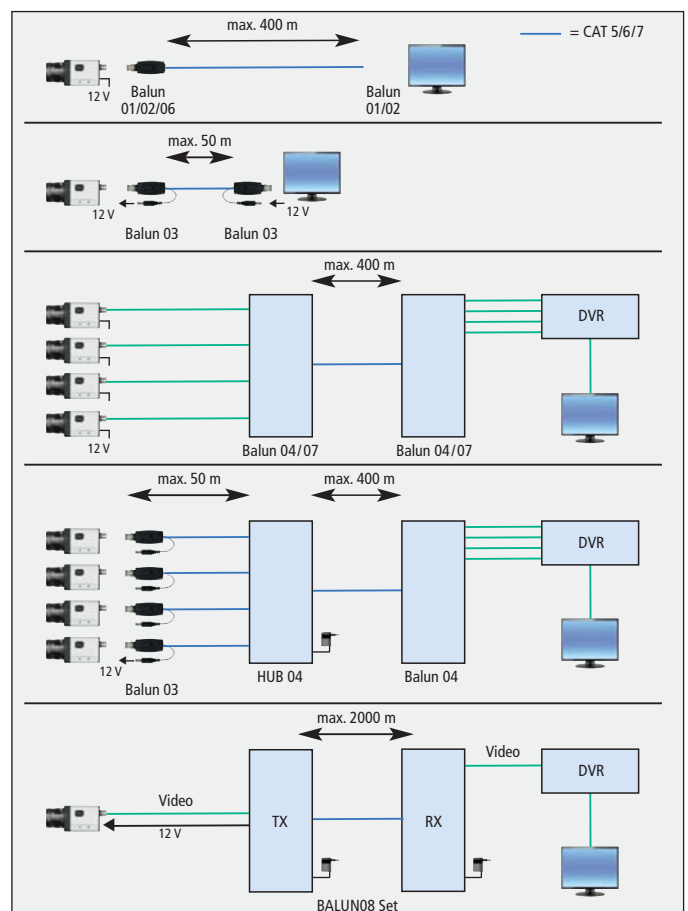 max. 400 m
= CAT 5/6/7
12 V
Balun
01/02/06
Balun
01/02
max. 50 m
12 V
12 V
Balun 03
Balun 03
max. 400 m
DVR
12 V
Balun 04/07
Balun 04/07
max. 50 m
max. 400 m
DVR
12 V
Balun 03
HUB 04
Balun 04
max. 2000 m
Video
DVR
Video
TX
RX
12 V
BALUN08 Set